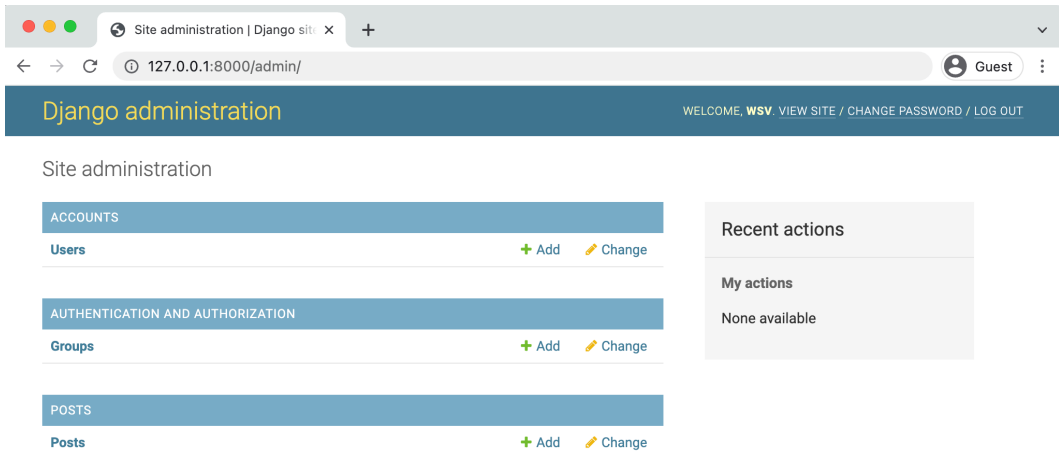 Site administration | Django site
127.0.0.1:8000/admin/
Guest
Django administration
WELCOME, WSV. VIEW SITE / CHANGE PASSWORD / LOG OUT
Site administration
ACCOUNTS
Users Add Change
AUTHENTICATION AND AUTHORIZATION
Groups Add Change
POSTS
Posts Add Change
Recent actions
My actions
None available